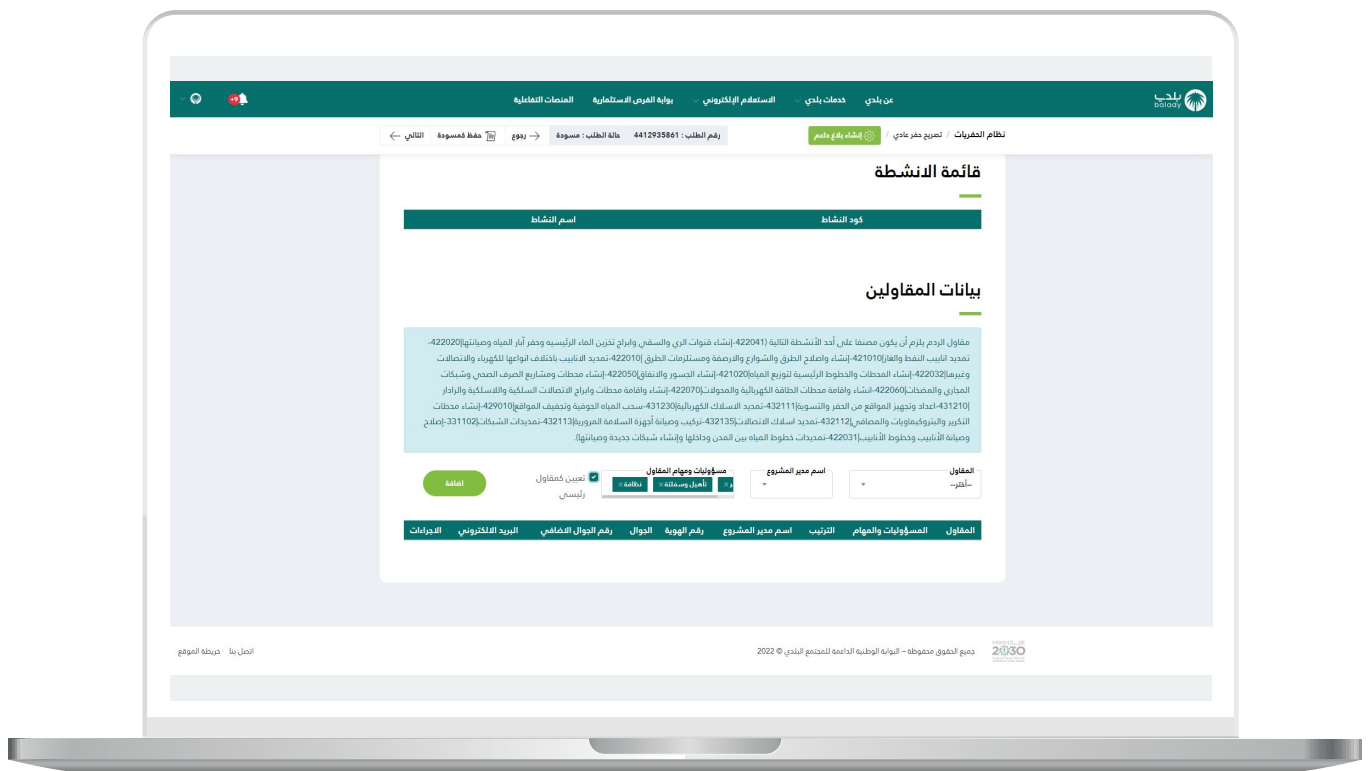 بلدي
balady
عن بلدي خدمات بلدي الاستعلام الإلكتروني بوابة الفرص الاستثمارية المنصات التفاعلية
+9
نظام الحفريات / تصريح حفر عادي / إنشاء بلاغ داعم رقم الطلب : 4412935861 حالة الطلب : مسودة رجوع حفظ كمسودة التالي
قائمة الانشطة
كود النشاط اسم النشاط
بيانات المقاولين
مقاول الردم يلزم أن يكون مصنفا على أحد الأنشطة التالية (422041-إنشاء قنوات الري والسقي وابراج تخزين الماء الرئيسيه وحفر آبار المياه وصيانتها|422020-
تمديد انابيب النفط والغاز|421010-إنشاء واصلاح الطرق والشوارع والارصفة ومستلزمات الطرق |422010-تمديد الانابيب باختلاف انواعها للكهرباء والاتصالات
وغيرها|422032-إنشاء المحطات والخطوط الرئيسية لتوزيع المياه|421020-إنشاء الجسور والانفاق|422050-إنشاء محطات ومشاريع الصرف الصحي وشبكات
المجاري والمضخات|422060-انشاء واقامة محطات الطاقة الكهربائية والمحولات|422070-إنشاء واقامة محطات وابراج الاتصالات السلكية واللاسلكية والرادار
|431210-اعداد وتجهيز المواقع من الحفر والتسوية|432111-تمديد الاسلاك الكهربائية|431230-سحب المياه الجوفية وتجفيف المواقع|429010-إنشاء محطات
التكرير والبتروكيماويات والمصافي|432112-تمديد اسلاك الاتصالات|432135-تركيب وصيانة أجهزة السلامة المرورية|432113-تمديدات الشبكات|331102-إصلاح
وصيانة الأنابيب وخطوط الأنابيب|422031-تمديدات خطوط المياه بين المدن وداخلها وإنشاء شبكات جديدة وصيانتها).
المقاول اسم مدير المشروع مسؤوليات ومهام المقاول
--أختر-- ر × تأهيل وسفلتة × نظافة × تعيين كمقاول
رئيسي
اضافة
المقاول المسؤوليات والمهام الترتيب اسم مدير المشروع رقم الهوية الجوال رقم الجوال الاضافي البريد الالكتروني الاجراءات
2030 جميع الحقوق محفوظة – البوابة الوطنية الداعمة للمجتمع البلدي © 2022 اتصل بنا خريطة الموقع